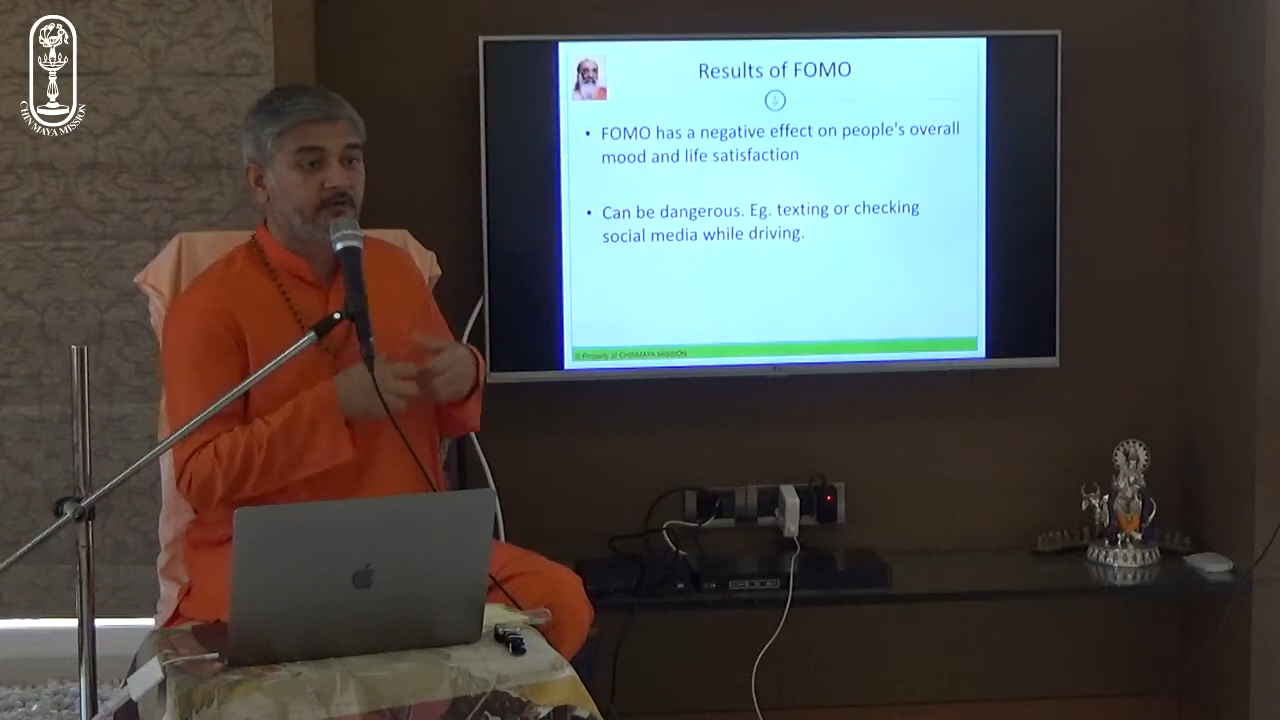 CHINMAYA MISSION
Results of FOMO
• FOMO has a negative effect on people's overall
mood and life satisfaction
• Can be dangerous. Eg. texting or checking
social media while driving.
© Property of CHINMAYA MISSION